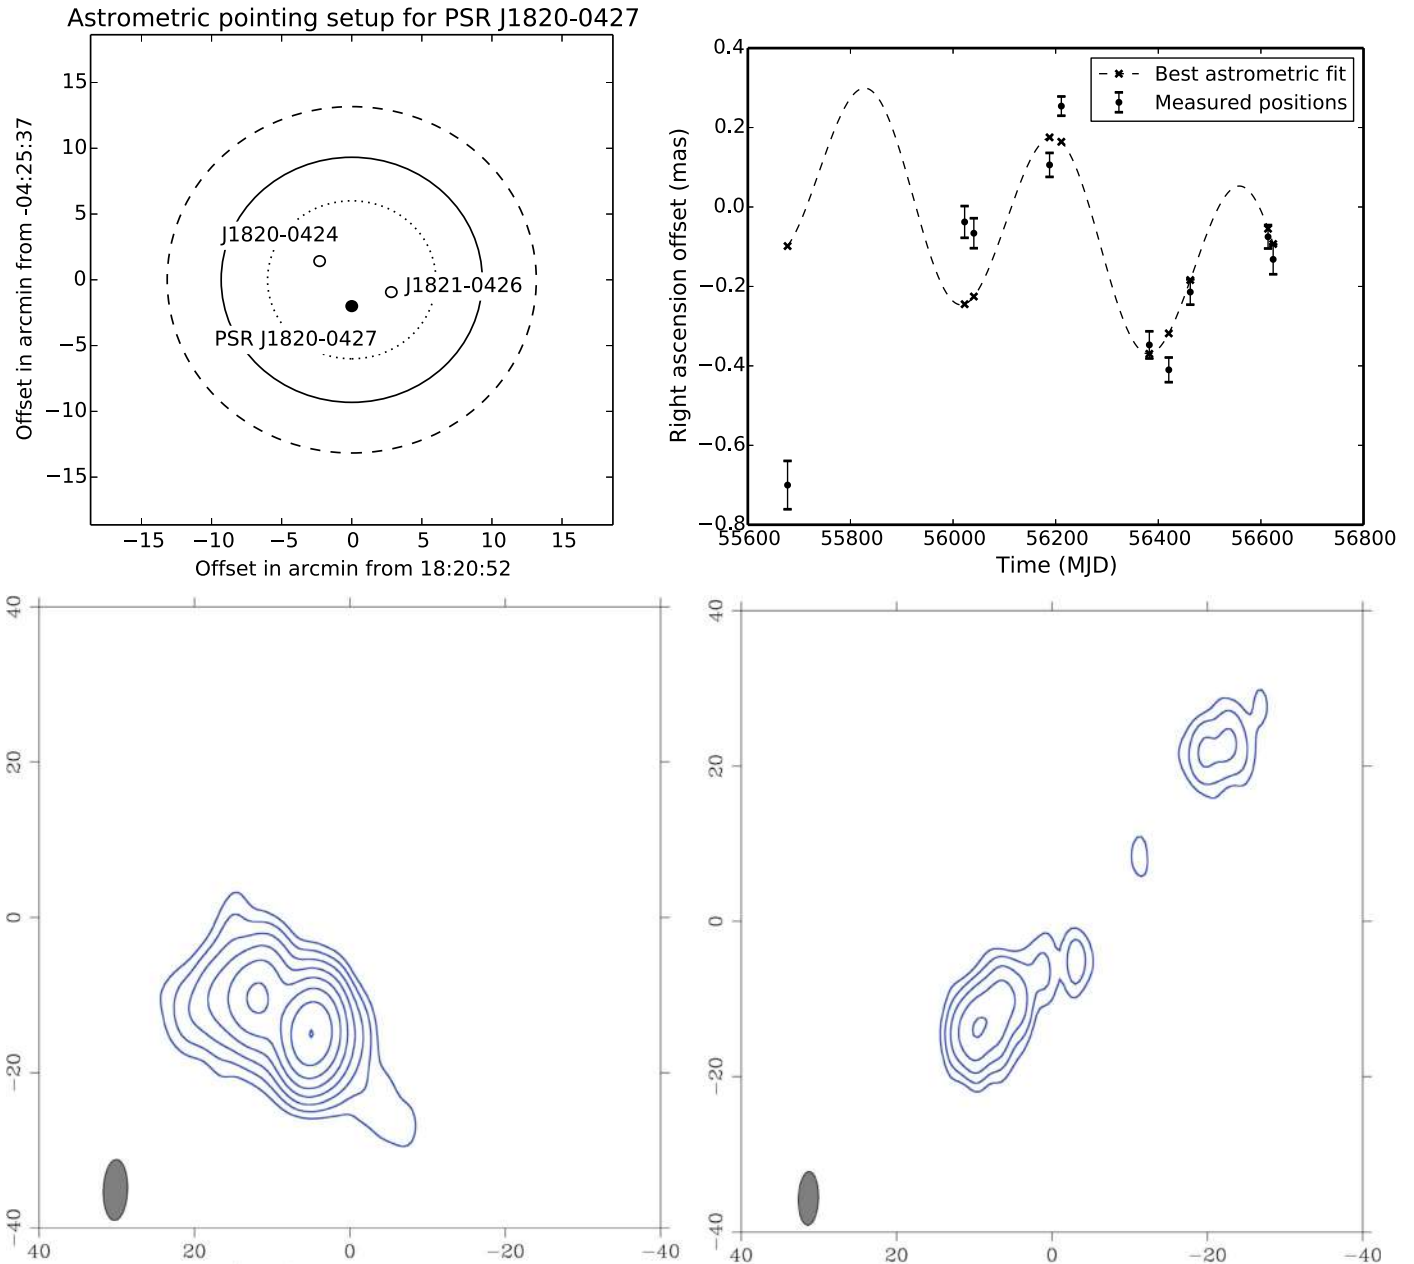 Astrometric pointing setup for PSR J1820-0427
15
10
5
0
−5
−10
−15
Offset in arcmin from -04:25:37
J1820-0424
J1821-0426
PSR J1820-0427
−15 −10 −5 0 5 10 15
Offset in arcmin from 18:20:52
0.4
0.2
0.0
−0.2
−0.4
−0.6
−0.8
Right ascension offset (mas)
Best astrometric fit
Measured positions
55600 55800 56000 56200 56400 56600 56800
Time (MJD)
40
20
0
−20
−40
40 20 0 −20 −40
40
20
0
−20
−40
40 20 0 −20 −40